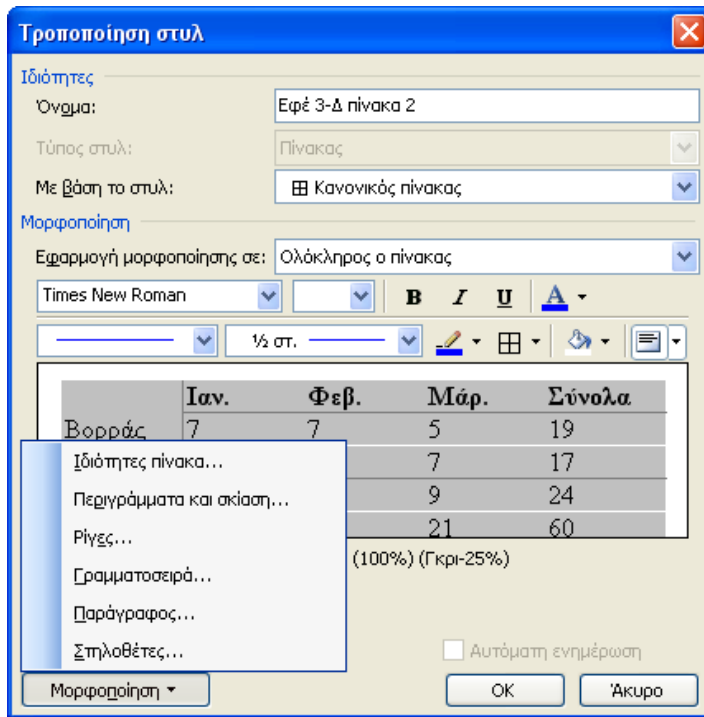 Τροποποίηση στυλ
Ιδιότητες
Όνομα: Εφέ 3-Δ πίνακα 2
Τύπος στυλ: Πίνακας
Με βάση το στυλ: Κανονικός πίνακας
Μορφοποίηση
Εφαρμογή μορφοποίησης σε: Ολόκληρος ο πίνακας
Times New Roman B I U A
½ στ.
Ιαν. Φεβ. Μάρ. Σύνολα
Βορράς 7 7 5 19
7 17
9 24
21 60
(100%) (Γκρι-25%)
Ιδιότητες πίνακα...
Περιγράμματα και σκίαση...
Ρίγες...
Γραμματοσειρά...
Παράγραφος...
Στηλοθέτες...
Αυτόματη ενημέρωση
Μορφοποίηση OK Άκυρο